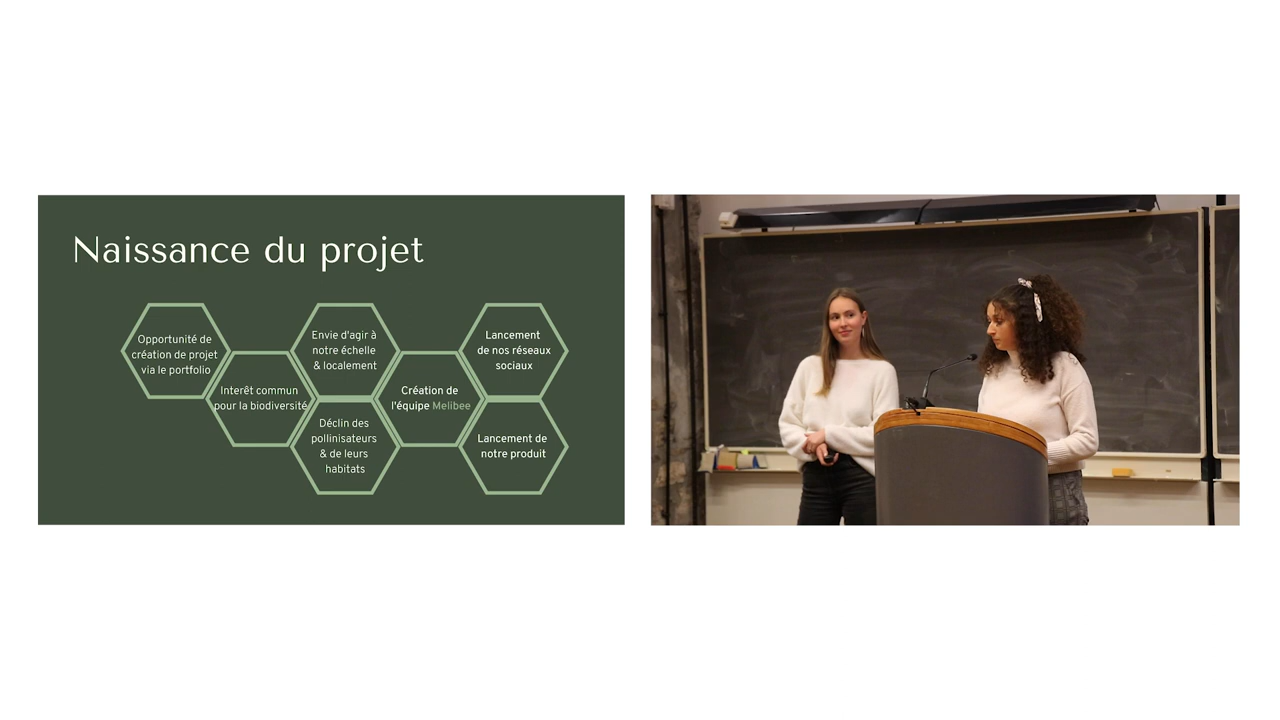 Naissance du projet
Opportunité de
création de projet
via le portfolio
Interêt commun
pour la biodiversité
Envie d'agir à
notre échelle
& localement
Déclin des
pollinisateurs
& de leurs
habitats
Création de
l'équipe Melibee
Lancement
de nos réseaux
sociaux
Lancement de
notre produit